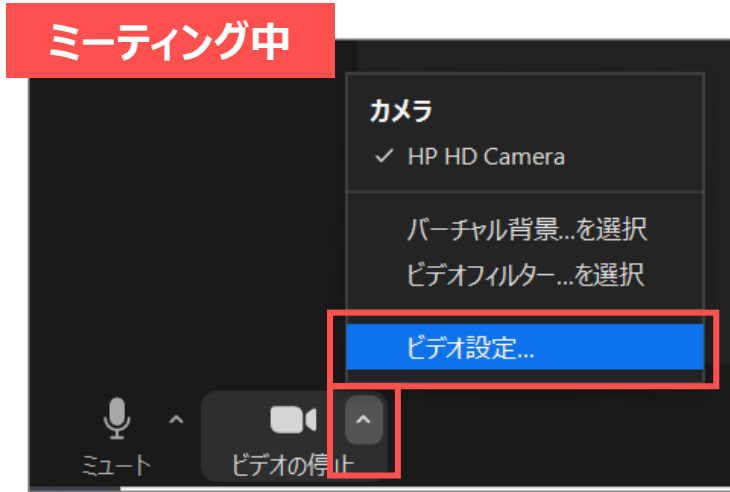 ミーティング中
カメラ
HP HD Camera
バーチャル背景...を選択
ビデオフィルター...を選択
ビデオ設定...
ミュート
ビデオの停止